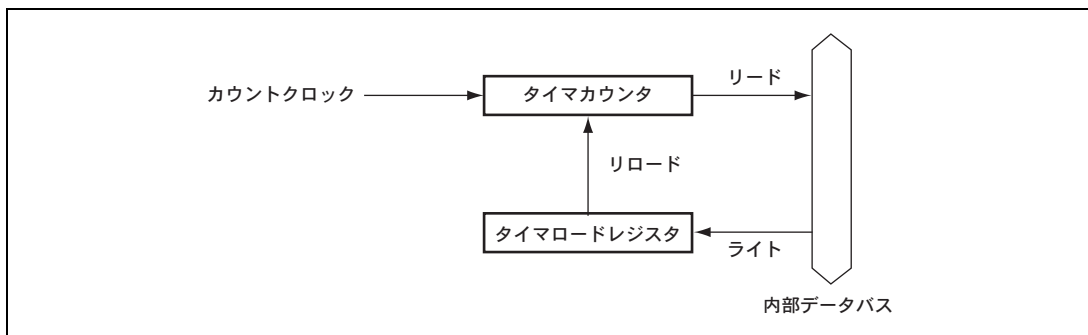 リード
カウントクロック
タイマカウンタ
リロード
タイマロードレジスタ
ライト
内部データバス